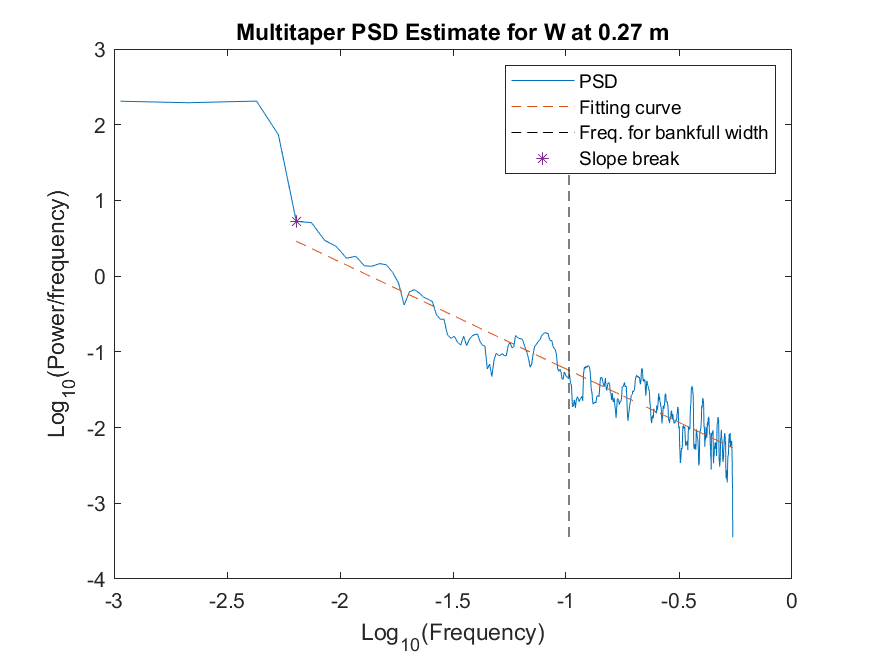 Multitaper PSD Estimate for W at 0.27 m
PSD
Fitting curve
Freq. for bankfull width
Slope break
3
2
1
0
-1
-2
-3
-4
Log10(Power/frequency)
-3
-2.5
-2
-1.5
-1
-0.5
0
Log10(Frequency)